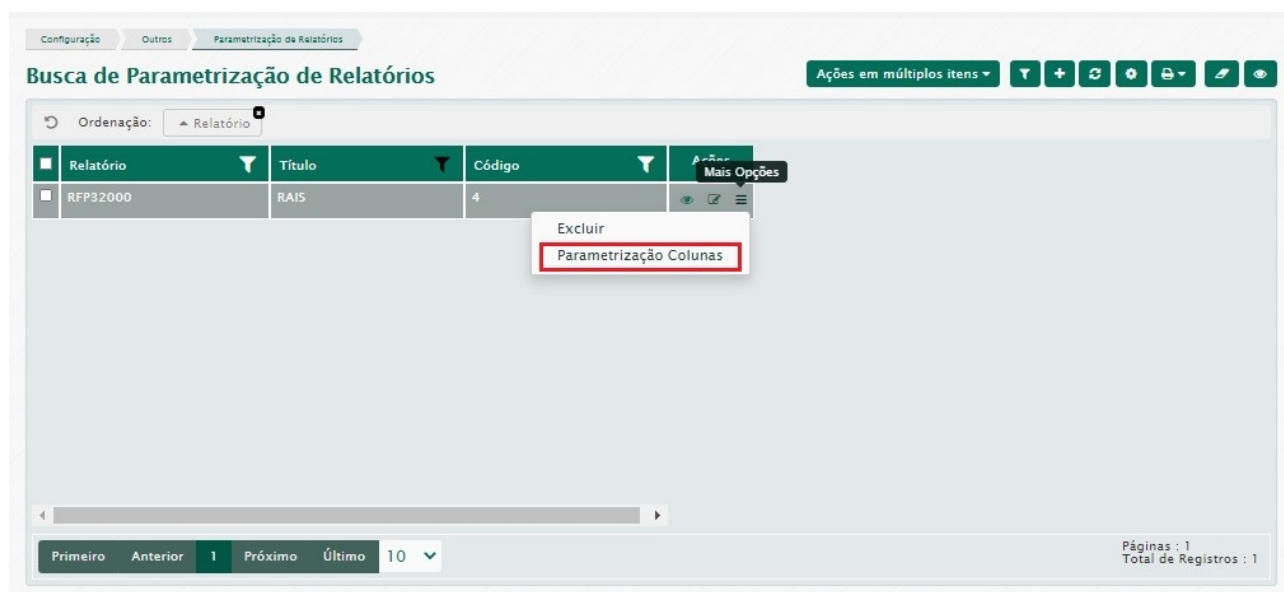 Configuração Outros Parametrização de Relatórios
Busca de Parametrização de Relatórios
Ações em múltiplos itens
Ordenação: Relatório
Relatório Título Código Ações
Mais Opções
RFP32000 RAIS 4
Excluir
Parametrização Colunas
Primeiro Anterior 1 Próximo Último 10
Páginas : 1
Total de Registros : 1